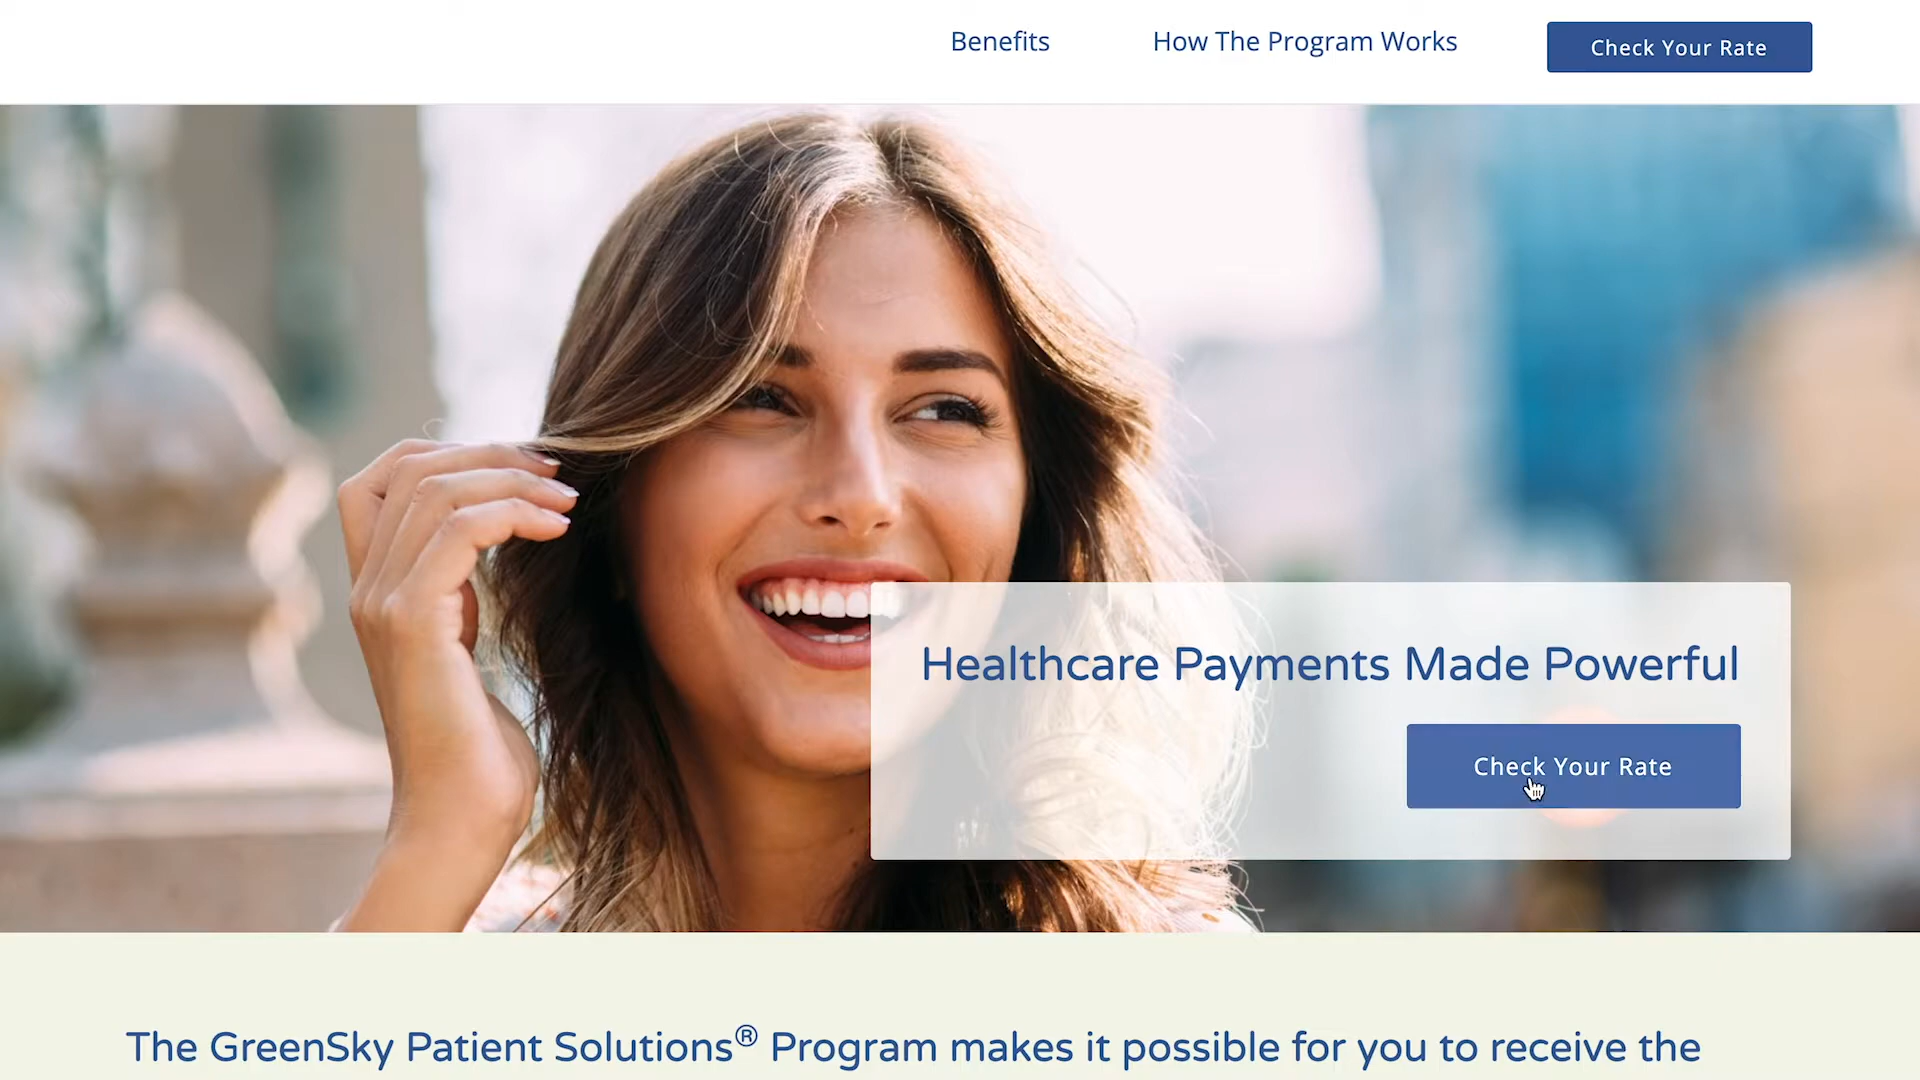 Benefits
How The Program Works
Check Your Rate
Healthcare Payments Made Powerful
Check Your Rate
The GreenSky Patient Solutions® Program makes it possible for you to receive the